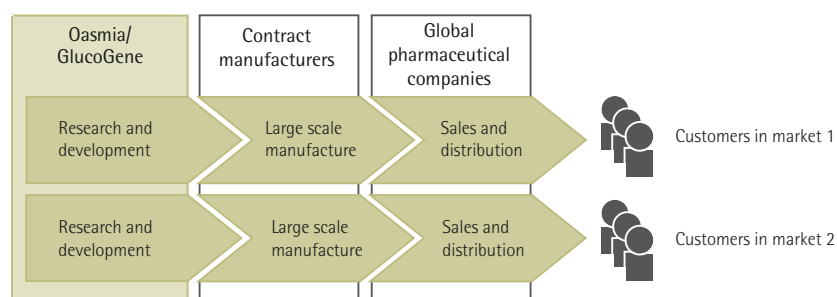 Oasmia/
GlucoGene
Contract
manufacturers
Global
pharmaceutical
companies
Research and
development
Large scale
manufacture
Sales and
distribution
Customers in market 1
Research and
development
Large scale
manufacture
Sales and
distribution
Customers in market 2